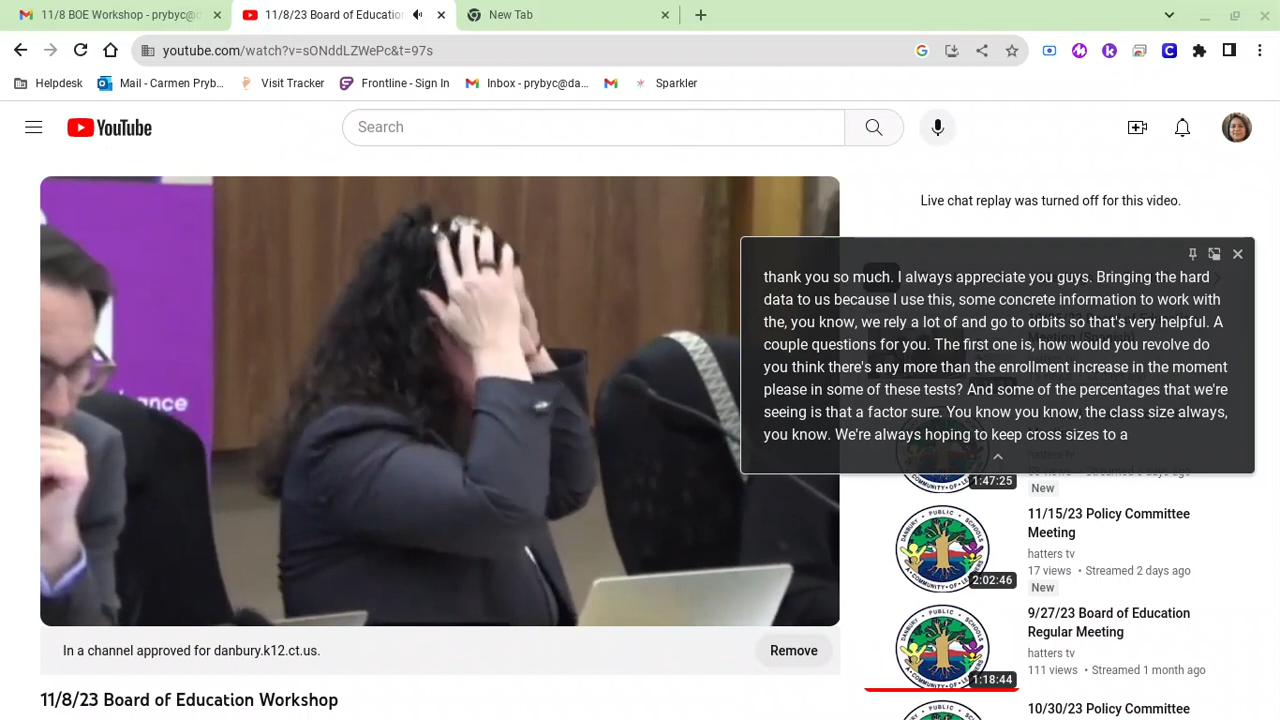 11/8 BOE Workshop - prybyc@d
11/8/23 Board of Education
New Tab
youtube.com/watch?v=sONddLZWePc&t=97s
Helpdesk
Mail - Carmen Pryb...
Visit Tracker
Frontline - Sign In
Inbox - prybyc@da...
Sparkler
YouTube
Search
Live chat replay was turned off for this video.
thank you so much. I always appreciate you guys. Bringing the hard
data to us because I use this, some concrete information to work with
the, you know, we rely a lot of and go to orbits so that's very helpful. A
couple questions for you. The first one is, how would you revolve do
you think there's any more than the enrollment increase in the moment
please in some of these tests? And some of the percentages that we're
seeing is that a factor sure. You know you know, the class size always,
you know. We're always hoping to keep cross sizes to a
1:47:25
New
11/15/23 Policy Committee
Meeting
hatters tv
17 views • Streamed 2 days ago
New
2:02:46
9/27/23 Board of Education
Regular Meeting
hatters tv
111 views • Streamed 1 month ago
1:18:44
10/30/23 Policy Committee
In a channel approved for danbury.k12.ct.us.
Remove
11/8/23 Board of Education Workshop